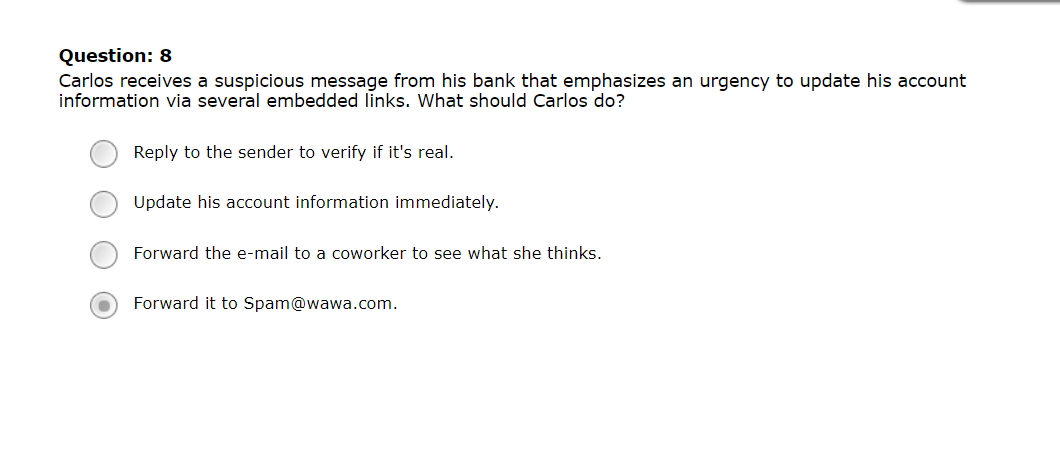 Question: 8
Carlos receives a suspicious message from his bank that emphasizes an urgency to update his account
information via several embedded links. What should Carlos do?
Reply to the sender to verify if it's real.
Update his account information immediately.
Forward the e-mail to a coworker to see what she thinks.
Forward it to Spam@wawa.com.